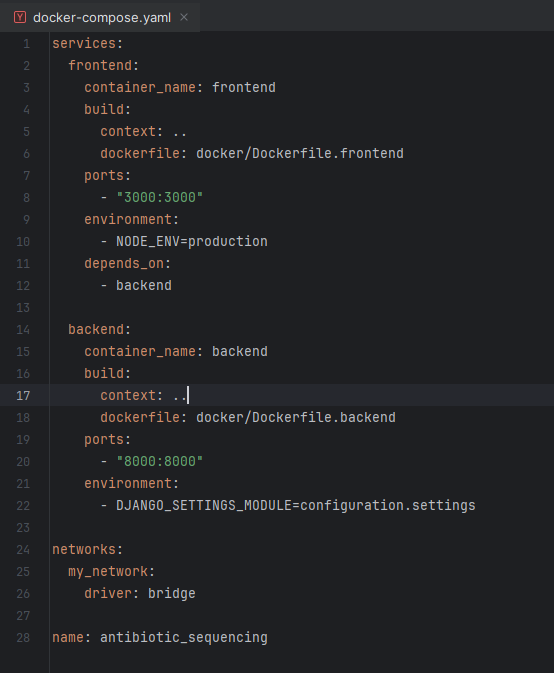 docker-compose.yaml
1 services:
2   frontend:
3     container_name: frontend
4     build:
5       context: ..
6       dockerfile: docker/Dockerfile.frontend
7     ports:
8       - "3000:3000"
9     environment:
10       - NODE_ENV=production
11     depends_on:
12       - backend
13
14   backend:
15     container_name: backend
16     build:
17       context: ..
18       dockerfile: docker/Dockerfile.backend
19     ports:
20       - "8000:8000"
21     environment:
22       - DJANGO_SETTINGS_MODULE=configuration.settings
23
24 networks:
25   my_network:
26     driver: bridge
27
28 name: antibiotic_sequencing